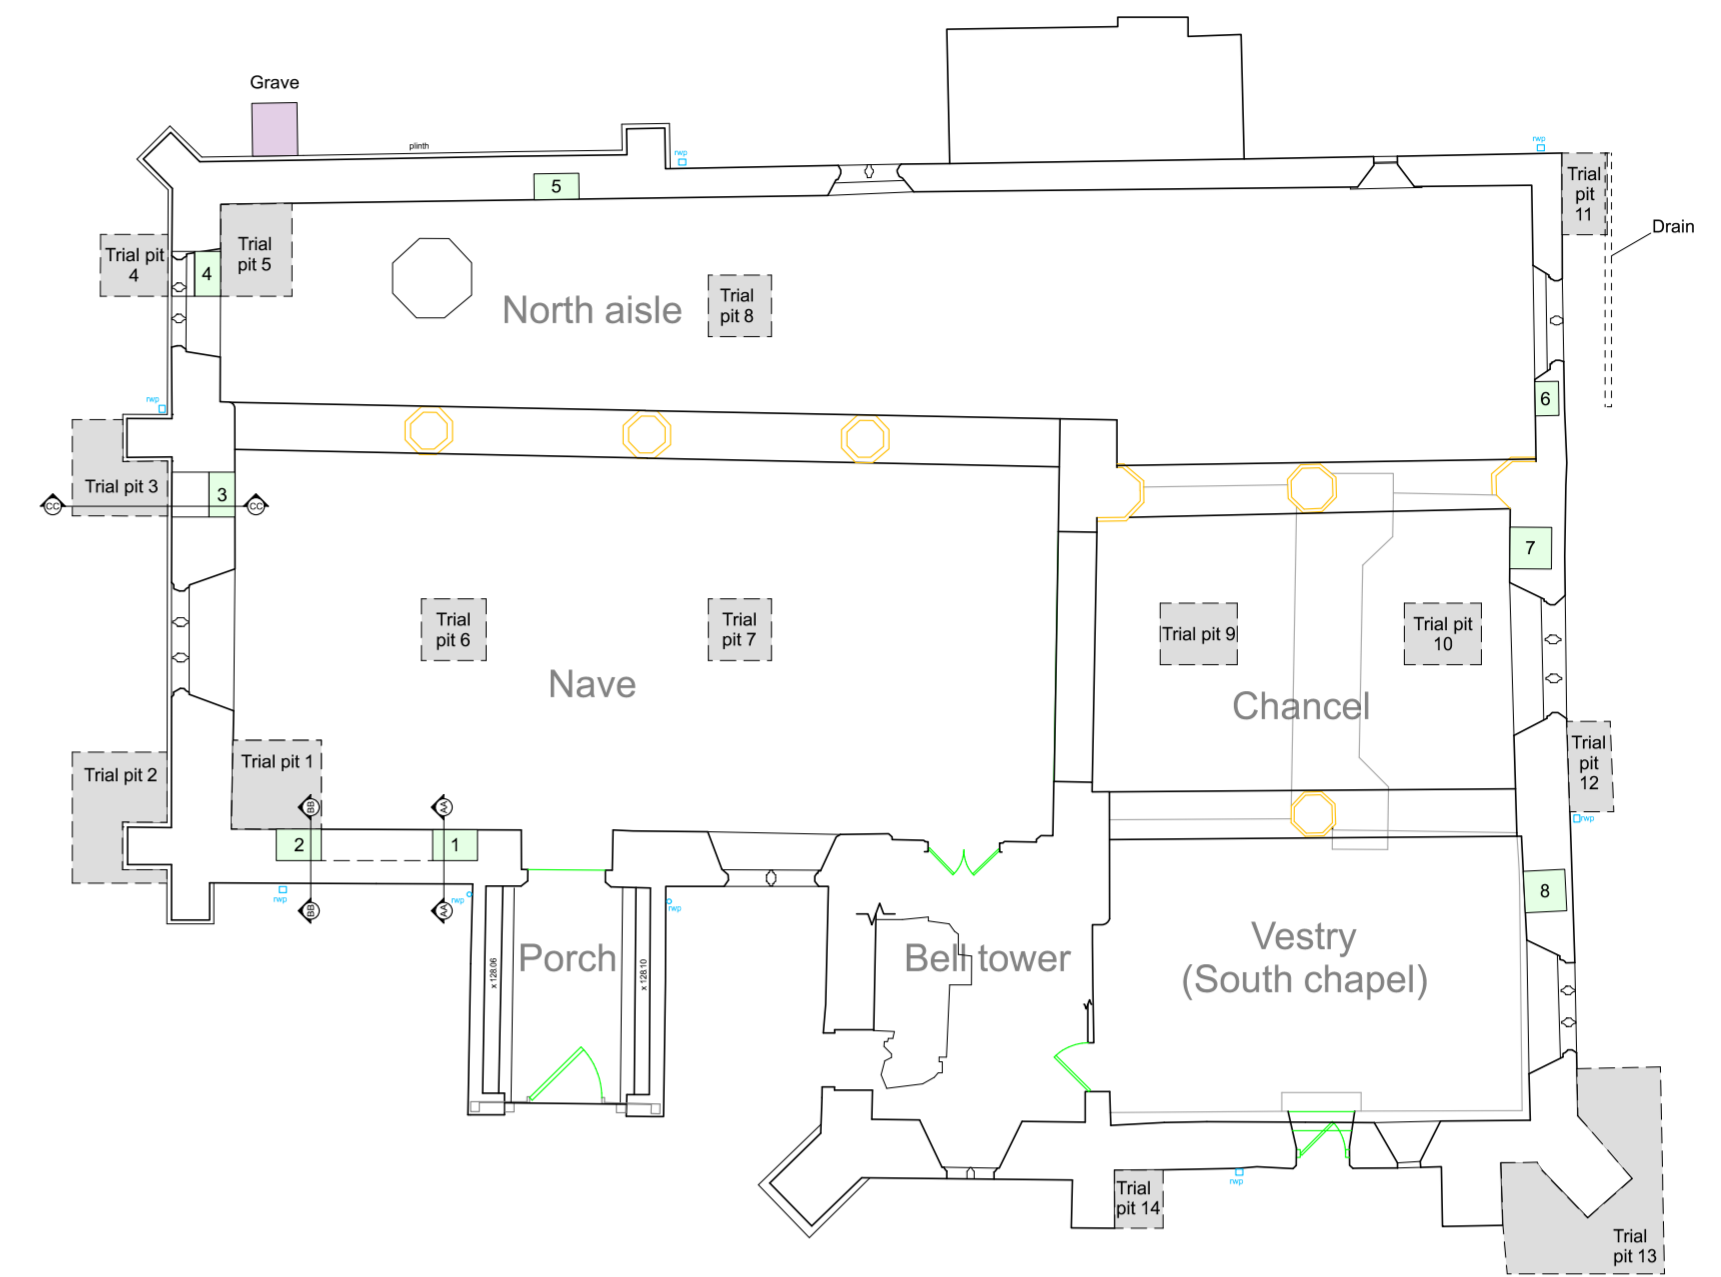 Grave
plinth
rwp
rwp
5
Trial
pit
11
Drain
Trial pit
4
4
Trial
pit 5
North aisle
Trial
pit 8
rwp
6
Trial pit 3
3
CC
CC
7
Trial
pit 6
Trial
pit 7
Trial pit 9
Trial pit
10
Nave
Chancel
Trial pit 2
Trial pit 1
Trial
pit
12
rwp
BB
AA
2
1
8
rwp
rwp
rwp
BB
AA
x 128.06
Porch
x 128.10
Bell tower
Vestry
(South chapel)
rwp
Trial
pit 14
Trial
pit 13